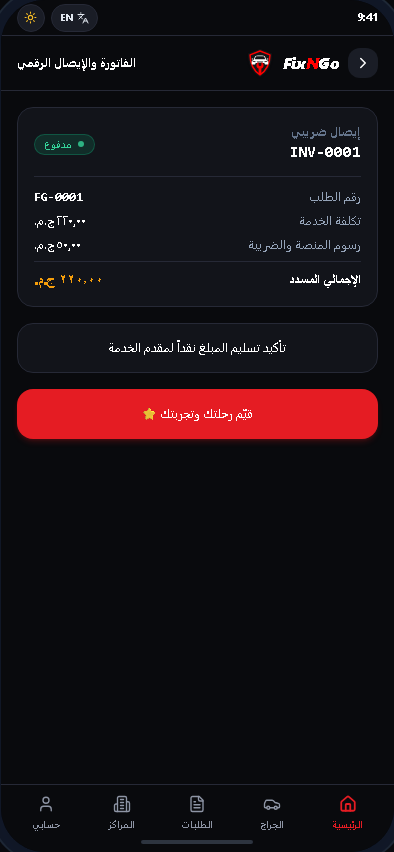 9:41
EN
FixNGo
الفاتورة والإيصال الرقمي
إيصال ضريبي
INV-0001
مدفوع
رقم الطلب FG-0001
تكلفة الخدمة ٢٢٠٫٠٠ ج.م.
رسوم المنصة والضريبة ٥٠٫٠٠ ج.م.
الإجمالي المسدد ٢٢٠٫٠٠ ج.م.
تأكيد تسليم المبلغ نقداً لمقدم الخدمة
قيّم رحلتك وتجربتك
الرئيسية
الجراج
الطلبات
المراكز
حسابي